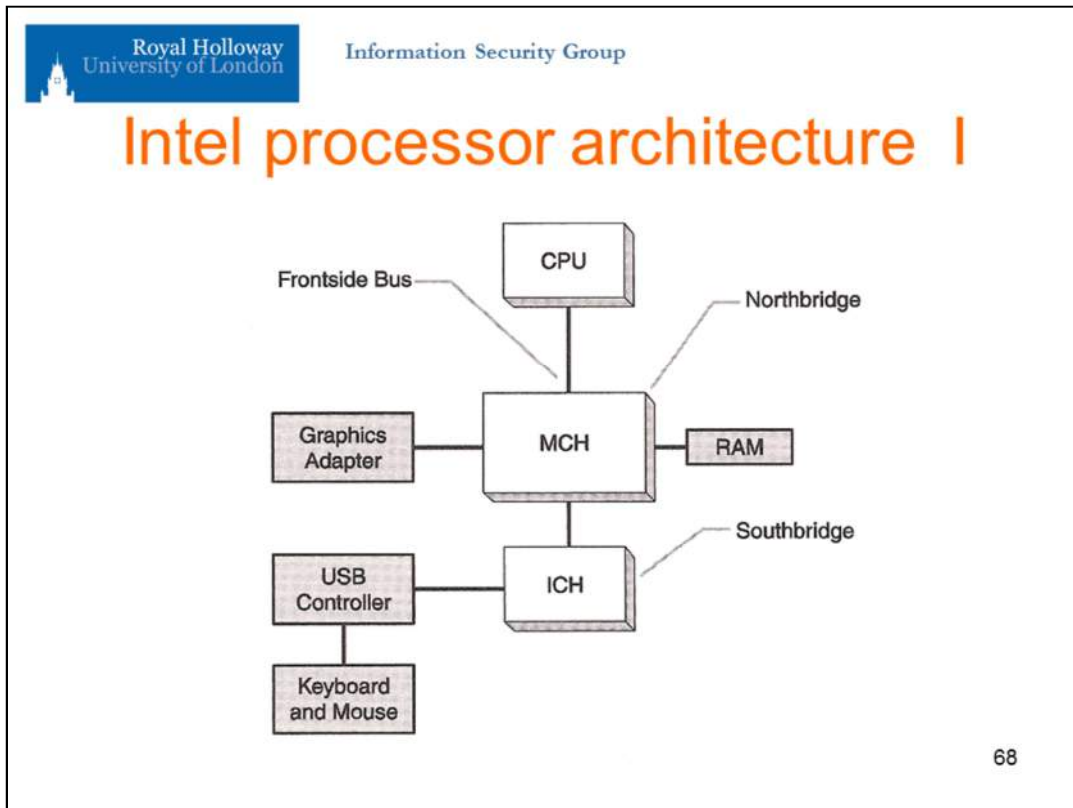 Royal Holloway
University of London
Information Security Group
Intel processor architecture I
CPU
Frontside Bus
Northbridge
Graphics
Adapter
MCH
RAM
Southbridge
USB
Controller
ICH
Keyboard
and Mouse
68